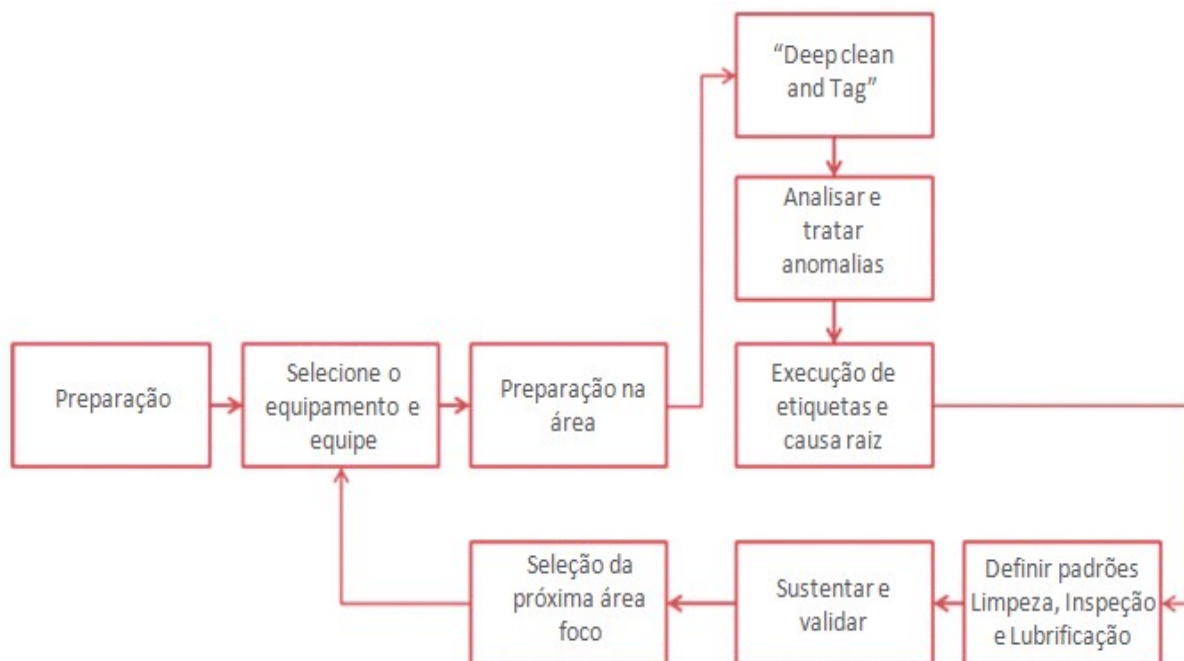 “Deep clean
and Tag”
Analisar e
tratar
anomalias
Preparação
Selecione o
equipamento e
equipe
Preparação na
área
Execução de
etiquetas e
causa raiz
Seleção da
próxima área
foco
Sustentar e
validar
Definir padrões
Limpeza, Inspeção
e Lubrificação